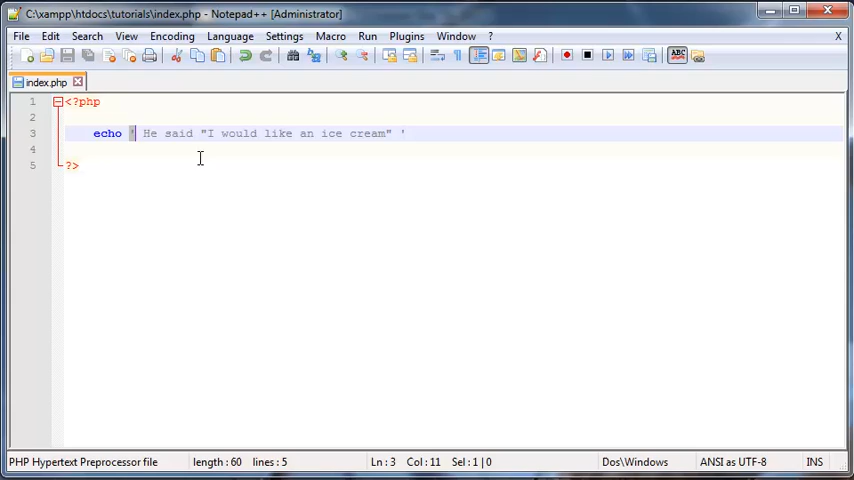 C:\xampp\htdocs\tutorials\index.php - Notepad++ [Administrator]
File Edit Search View Encoding Language Settings Macro Run Plugins Window ? X
ABC
index.php
1 <?php
2
3 echo ' He said "I would like an ice cream" '
4
5 ?>
PHP Hypertext Preprocessor file length : 60 lines : 5 Ln : 3 Col : 11 Sel : 1 | 0 Dos\Windows ANSI as UTF-8 INS